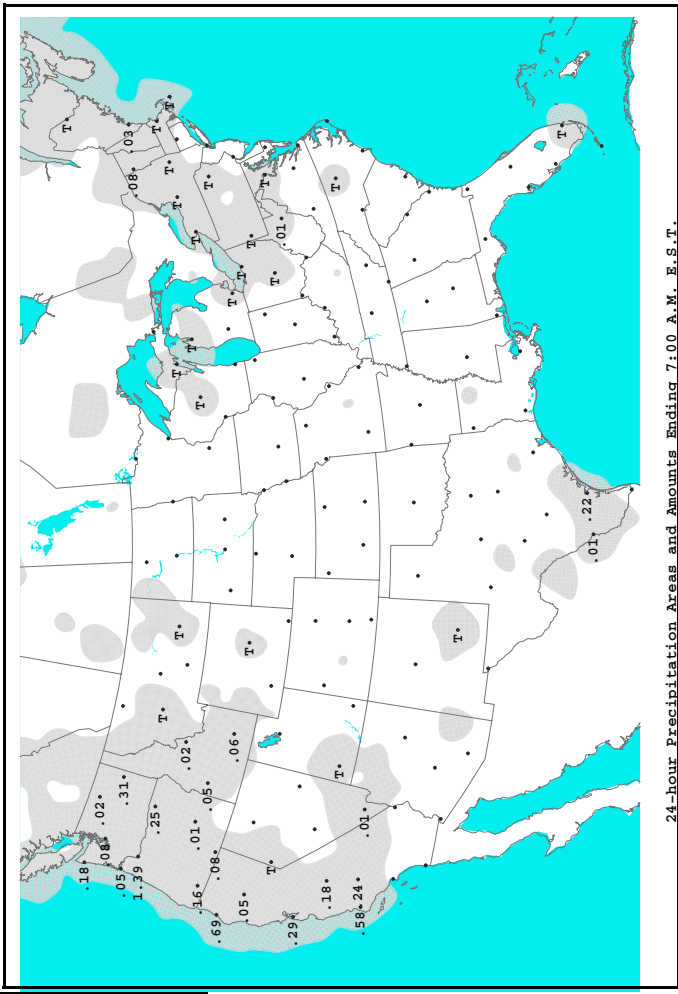 T
.18
.02
.08
.05
.31
.03
.08
1.39
.25
T
T
T
T
T
T
T
.02
T
.01
T
.16
T
.05
T
.08
.69
T
.06
T
.05
T
T
T
T
T
.01
.29
.18
T
T
.24
.58
.01
T
T
.22
.01
24-hour Precipitation Areas and Amounts Ending 7:00 A.M. E.S.T.